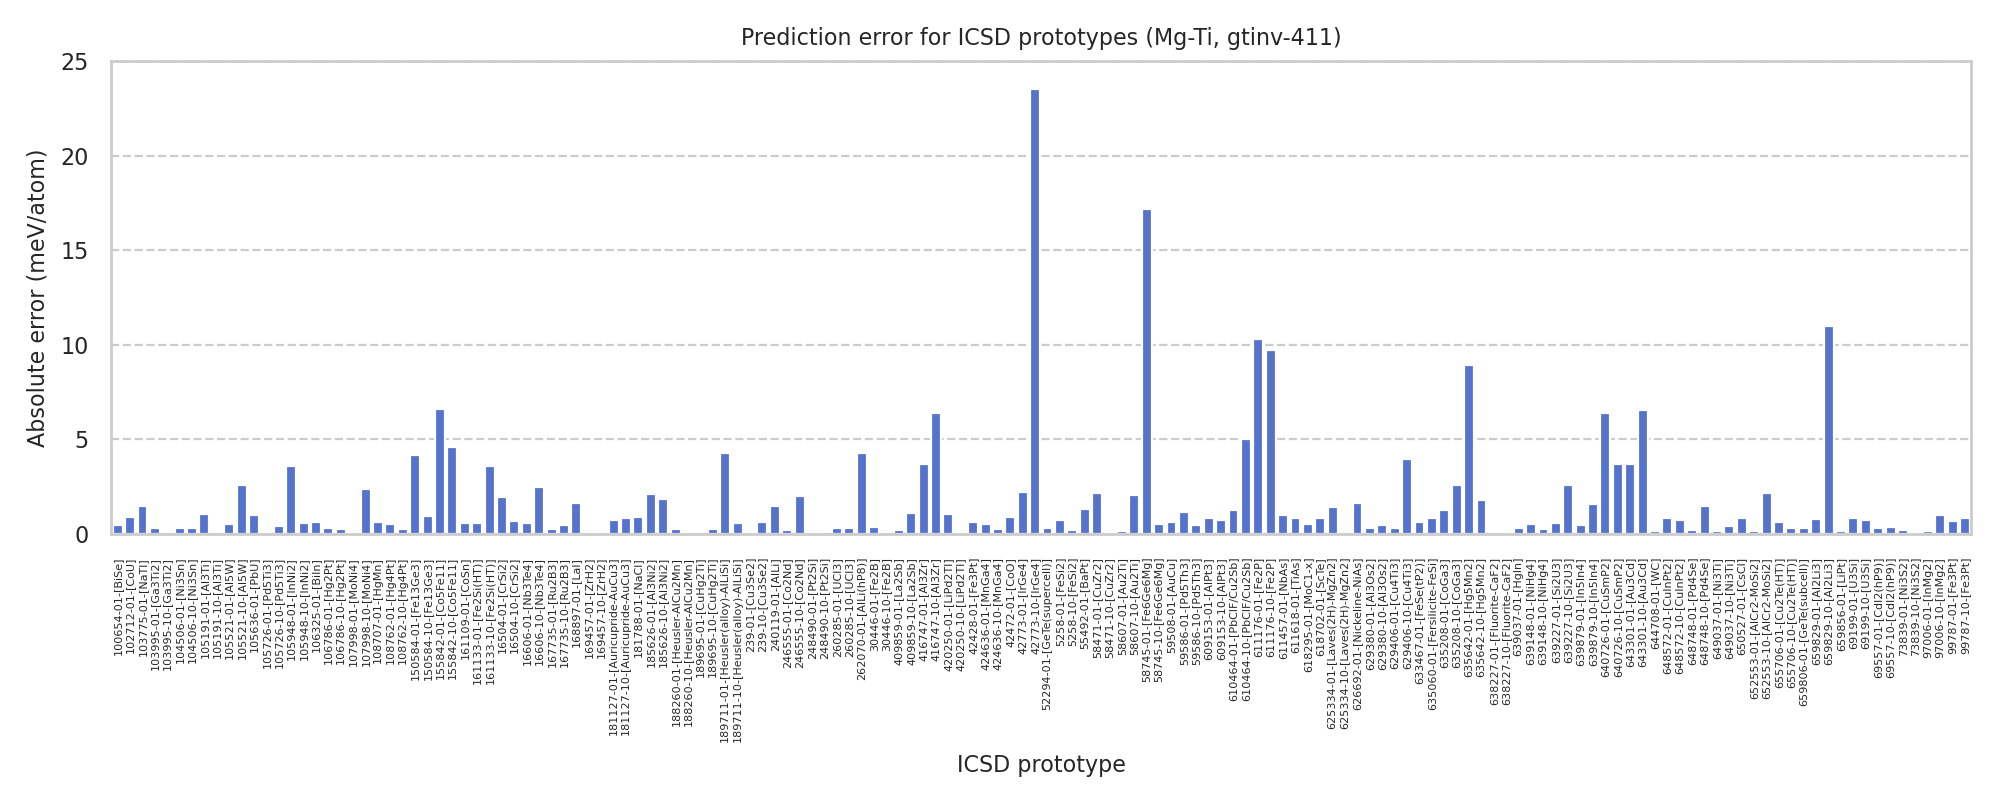 Prediction error for ICSD prototypes (Mg-Ti, gtinv-411)
Absolute error (meV/atom)
25
20
15
10
5
0
100654-01-[BiSe]
102712-01-[CoU]
103775-01-[NaTl]
103995-01-[Ga3Ti2]
103995-10-[Ga3Ti2]
104506-01-[Ni3Sn]
104506-10-[Ni3Sn]
105191-01-[Al3Ti]
105191-10-[Al3Ti]
105521-01-[Al5W]
105521-10-[Al5W]
105636-01-[PbU]
105726-01-[Pd5Ti3]
105726-10-[Pd5Ti3]
105948-01-[InNi2]
105948-10-[InNi2]
106325-01-[BiIn]
106786-01-[Hg2Pt]
106786-10-[Hg2Pt]
107998-01-[MoNi4]
107998-10-[MoNi4]
108707-01-[HgMn]
108762-01-[Hg4Pt]
108762-10-[Hg4Pt]
150584-01-[Fe13Ge3]
150584-10-[Fe13Ge3]
155842-01-[Co5Fe11]
155842-10-[Co5Fe11]
161109-01-[CoSn]
161133-01-[Fe2Si(HT)]
161133-10-[Fe2Si(HT)]
16504-01-[CrSi2]
16504-10-[CrSi2]
16606-01-[Nb3Te4]
16606-10-[Nb3Te4]
167735-01-[Ru2B3]
167735-10-[Ru2B3]
168897-01-[LaI]
169457-01-[ZrH2]
169457-10-[ZrH2]
181127-01-[Auricupride-AuCu3]
181127-10-[Auricupride-AuCu3]
181788-01-[NaCl]
185626-01-[Al3Ni2]
185626-10-[Al3Ni2]
188260-01-[Heusler-AlCu2Mn]
188260-10-[Heusler-AlCu2Mn]
189695-01-[CuHg2Ti]
189695-10-[CuHg2Ti]
189711-01-[Heusler(alloy)-AlLiSi]
189711-10-[Heusler(alloy)-AlLiSi]
239-01-[Cu3Se2]
239-10-[Cu3Se2]
240119-01-[AlLi]
246555-01-[Co2Nd]
246555-10-[Co2Nd]
248490-01-[Pt2Si]
248490-10-[Pt2Si]
260285-01-[UCl3]
260285-10-[UCl3]
262070-01-[AlLi(hP8)]
30446-01-[Fe2B]
30446-10-[Fe2B]
409859-01-[La2Sb]
409859-10-[La2Sb]
416747-01-[Al3Zr]
416747-10-[Al3Zr]
420250-01-[LiPd2Tl]
420250-10-[LiPd2Tl]
42428-01-[Fe3Pt]
424636-01-[MnGa4]
424636-10-[MnGa4]
42472-01-[CoO]
42773-01-[IrGe4]
42773-10-[IrGe4]
52294-01-[GeTe(supercell)]
5258-01-[FeSi2]
5258-10-[FeSi2]
55492-01-[BaPt]
58471-01-[CuZr2]
58471-10-[CuZr2]
58607-01-[Au2Ti]
58607-10-[Au2Ti]
58745-01-[Fe6Ge6Mg]
58745-10-[Fe6Ge6Mg]
59508-01-[AuCu]
59586-01-[Pd5Th3]
59586-10-[Pd5Th3]
609153-01-[AlPt3]
609153-10-[AlPt3]
610464-01-[PbClF/Cu2Sb]
610464-10-[PbClF/Cu2Sb]
611176-01-[Fe2P]
611176-10-[Fe2P]
611457-01-[NbAs]
611618-01-[TiAs]
618295-01-[MoC1-x]
618702-01-[ScTe]
625334-01-[Laves(2H)-MgZn2]
625334-10-[Laves(2H)-MgZn2]
626692-01-[Nickeline-NiAs]
629380-01-[Al3Os2]
629380-10-[Al3Os2]
629406-01-[Cu4Ti3]
629406-10-[Cu4Ti3]
633467-01-[FeSe(tP2)]
635060-01-[Fersilicite-FeSi]
635208-01-[CoGa3]
635208-10-[CoGa3]
635642-01-[Hg5Mn2]
635642-10-[Hg5Mn2]
638227-01-[Fluorite-CaF2]
638227-10-[Fluorite-CaF2]
639037-01-[HgIn]
639148-01-[NiHg4]
639148-10-[NiHg4]
639227-01-[Si2U3]
639227-10-[Si2U3]
639879-01-[In5In4]
639879-10-[In5In4]
640726-01-[CuSmP2]
640726-10-[CuSmP2]
643301-01-[Au3Cd]
643301-10-[Au3Cd]
644708-01-[WC]
648572-01-[CuInPt2]
648572-10-[CuInPt2]
648748-01-[Pd4Se]
648748-10-[Pd4Se]
649037-01-[Ni3Ti]
649037-10-[Ni3Ti]
650527-01-[CsCl]
652553-01-[AlCr2-MoSi2]
652553-10-[AlCr2-MoSi2]
655706-01-[Cu2Te(HT)]
655706-10-[Cu2Te(HT)]
659806-01-[GeTe(subcell)]
659829-01-[Al2Li3]
659829-10-[Al2Li3]
659856-01-[LiPt]
69199-01-[U3Si]
69199-10-[U3Si]
69557-01-[CdI2(hP9)]
69557-10-[CdI2(hP9)]
73839-01-[Ni3S2]
73839-10-[Ni3S2]
97006-01-[InMg2]
97006-10-[InMg2]
99787-01-[Fe3Pt]
99787-10-[Fe3Pt]
ICSD prototype